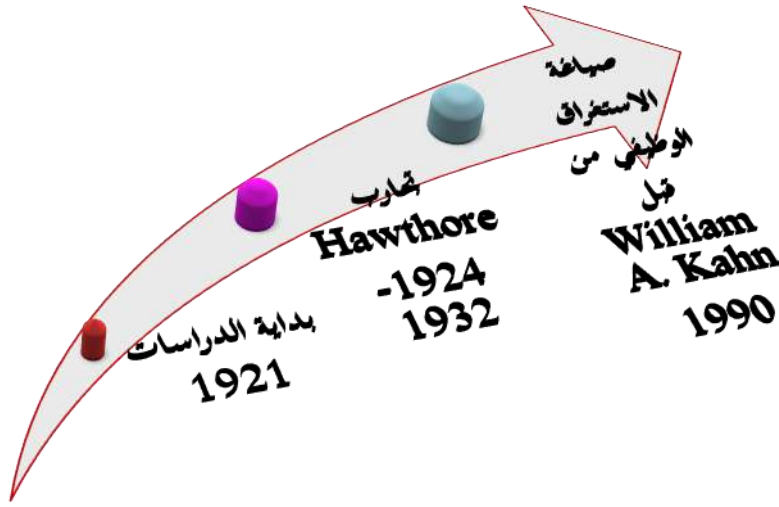 بداية الدراسات
1921
تجارب
Hawthore
-1924
1932
صياغة
الاستغراق
الوظيفي من
قبل
William
A. Kahn
1990